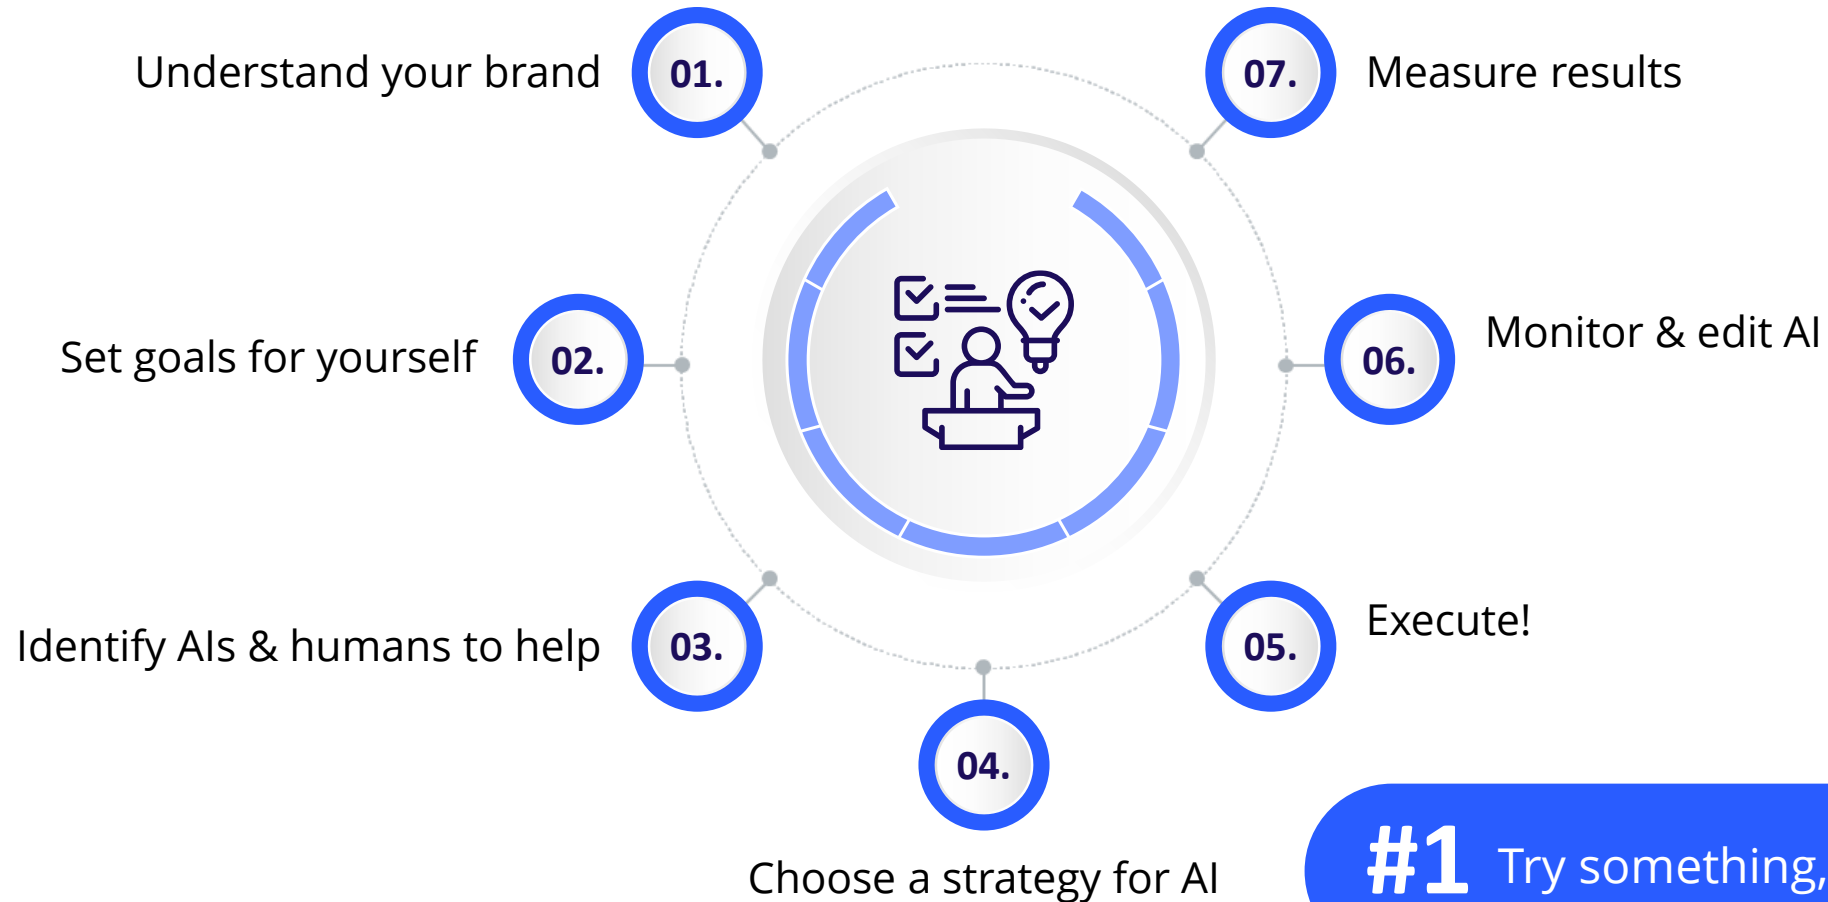 01. Understand your brand
02. Set goals for yourself
03. Identify AIs & humans to help
04. Choose a strategy for AI
05. Execute!
06. Monitor & edit AI
07. Measure results
#1 Try something,